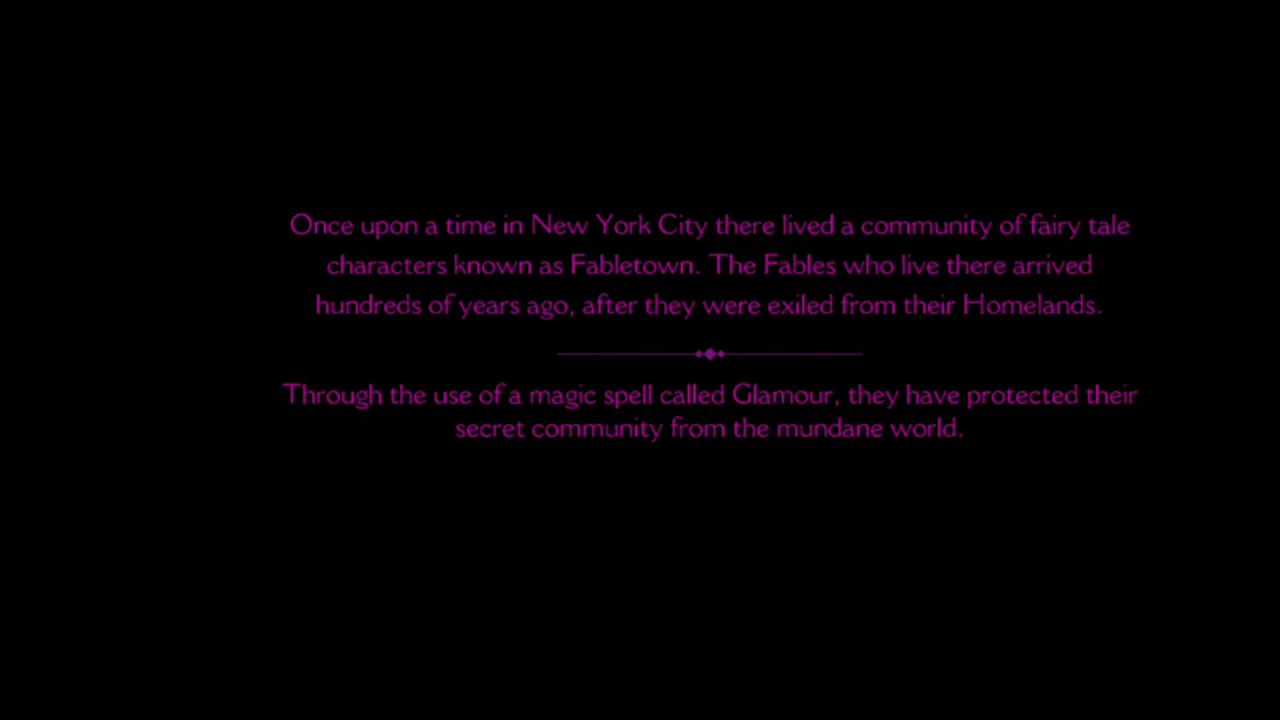 Once upon a time in New York City there lived a community of fairy tale
characters known as Fabletown. The Fables who live there arrived
hundreds of years ago, after they were exiled from their Homelands.
Through the use of a magic spell called Glamour, they have protected their
secret community from the mundane world.